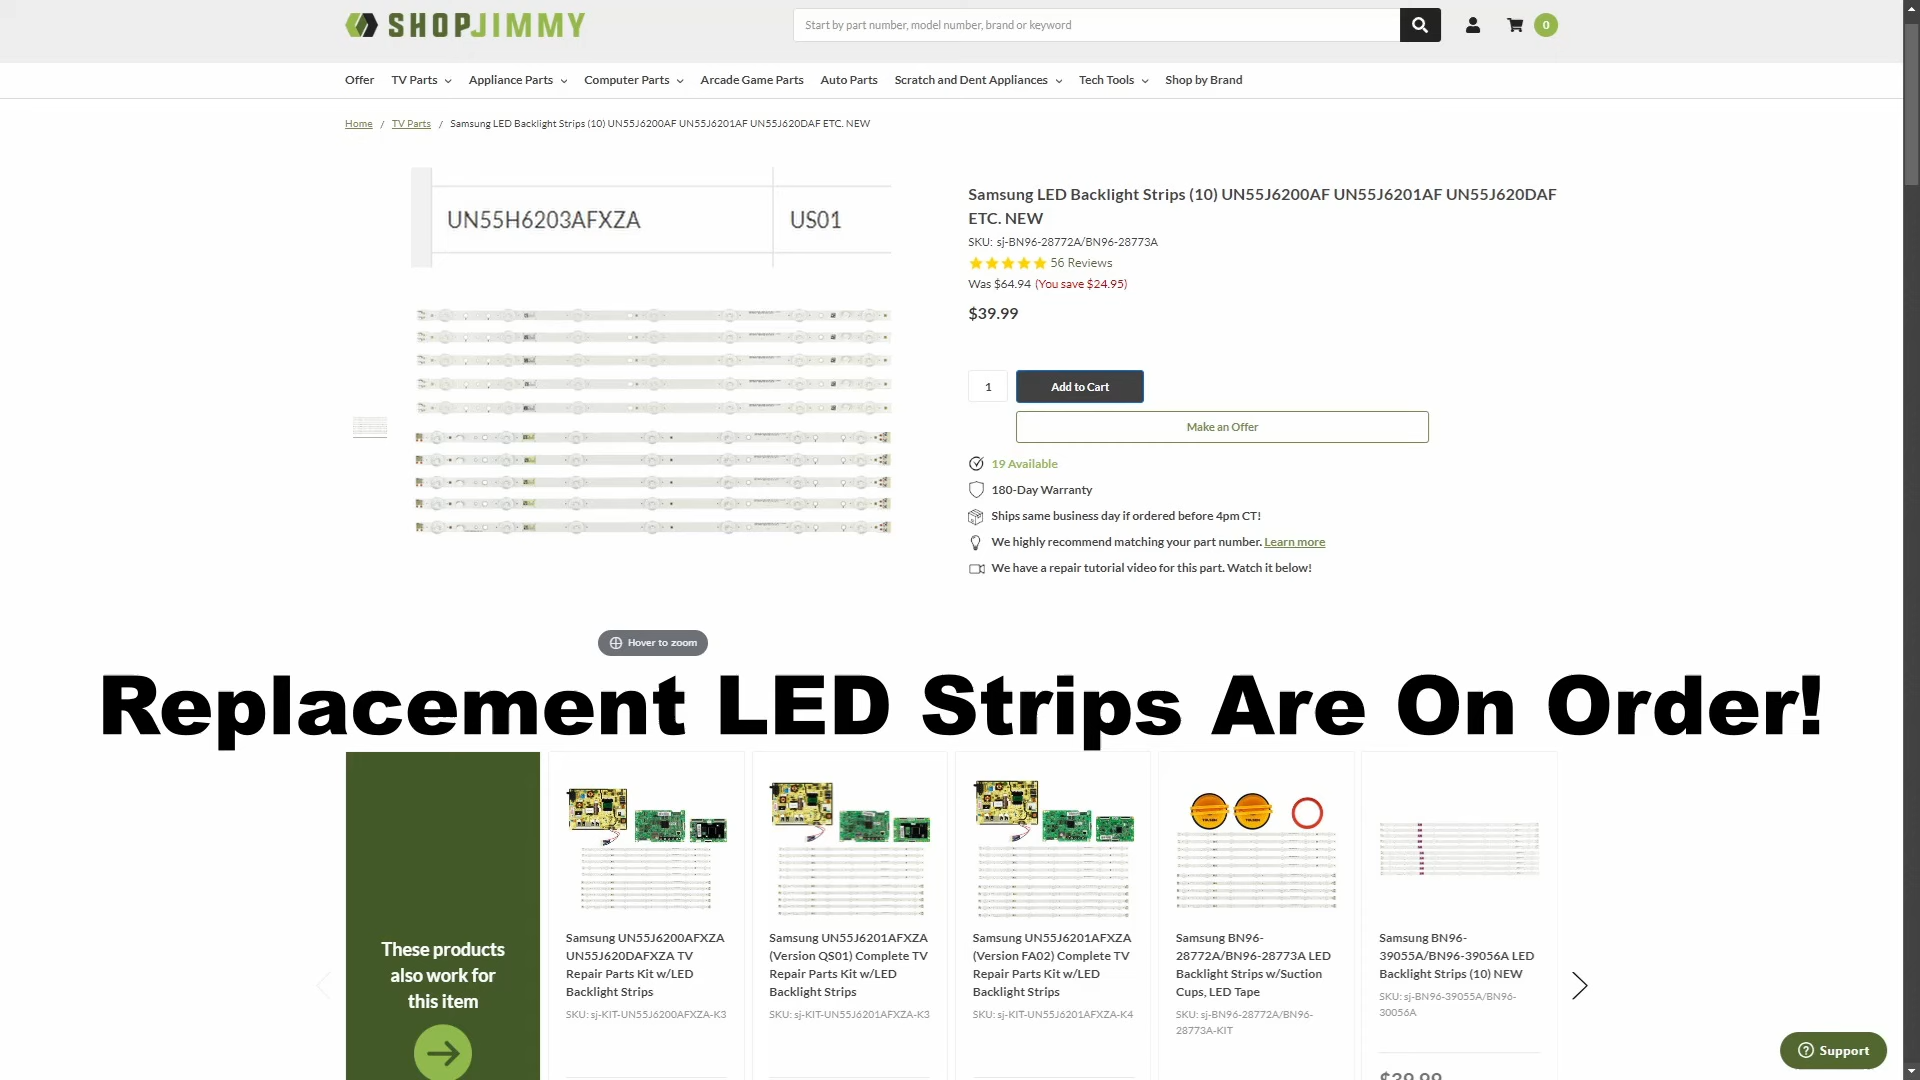 SHOPJIMMY
Start by part number, model number, brand or keyword
0
Offer TV Parts Appliance Parts Computer Parts Arcade Game Parts Auto Parts Scratch and Dent Appliances Tech Tools Shop by Brand
Home / TV Parts / Samsung LED Backlight Strips (10) UN55J6200AF UN55J6201AF UN55J620DAF ETC. NEW
UN55H6203AFXZA US01
Samsung LED Backlight Strips (10) UN55J6200AF UN55J6201AF UN55J620DAF
ETC. NEW
SKU: sj-BN96-28772A/BN96-28773A
56 Reviews
Was $64.94 (You save $24.95)
$39.99
1 Add to Cart
Make an Offer
19 Available
180-Day Warranty
Ships same business day if ordered before 4pm CT!
We highly recommend matching your part number. Learn more
We have a repair tutorial video for this part. Watch it below!
Hover to zoom
Replacement LED Strips Are On Order!
These products
also work for
this item
Samsung UN55J6200AFXZA
UN55J620DAFXZA TV
Repair Parts Kit w/LED
Backlight Strips
SKU: sj-KIT-UN55J6200AFXZA-K3
Samsung UN55J6201AFXZA
(Version QS01) Complete TV
Repair Parts Kit w/LED
Backlight Strips
SKU: sj-KIT-UN55J6201AFXZA-K3
Samsung UN55J6201AFXZA
(Version FA02) Complete TV
Repair Parts Kit w/LED
Backlight Strips
SKU: sj-KIT-UN55J6201AFXZA-K4
Samsung BN96-
28772A/BN96-28773A LED
Backlight Strips w/Suction
Cups, LED Tape
SKU: sj-BN96-28772A/BN96-
28773A-KIT
Samsung BN96-
39055A/BN96-39056A LED
Backlight Strips (10) NEW
SKU: sj-BN96-39055A/BN96-
30056A
$39.99
Support